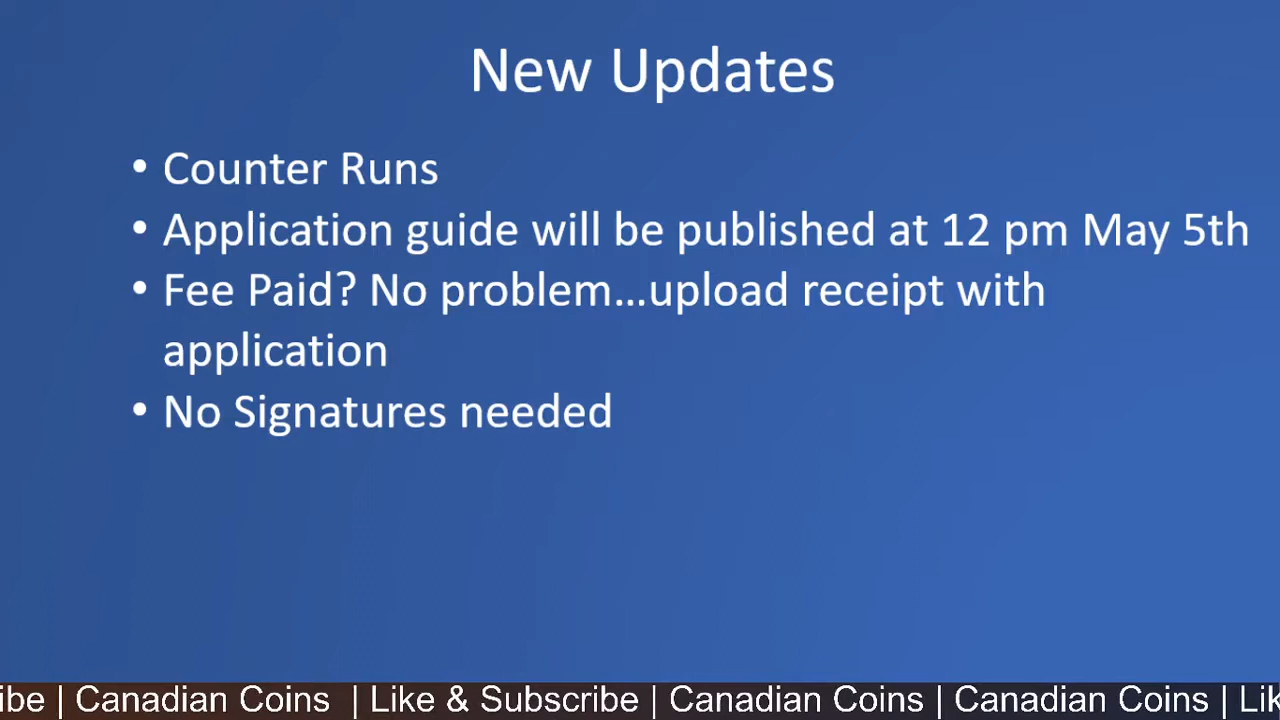 New Updates
• Counter Runs
• Application guide will be published at 12 pm May 5th
• Fee Paid? No problem...upload receipt with
application
• No Signatures needed
ibe | Canadian Coins | Like & Subscribe | Canadian Coins | Canadian Coins | Lik